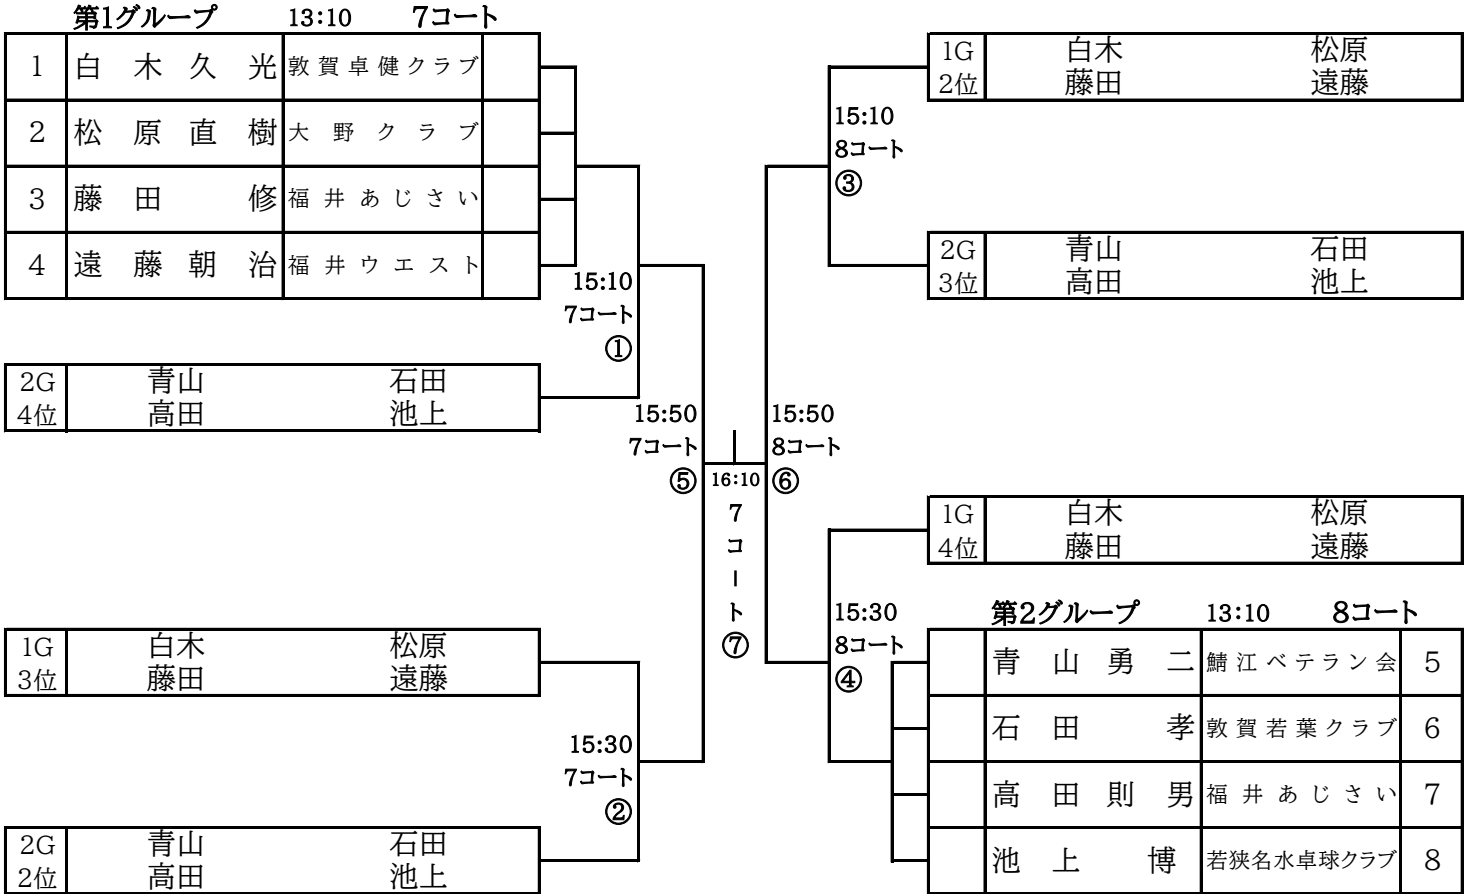 第1グループ 13:10 7コート
1 白木久光 敦賀卓健クラブ
2 松原直樹 大野クラブ
3 藤田 修 福井あじさい
4 遠藤朝治 福井ウエスト
15:10
7コート
①
2G 青山 石田
4位 高田 池上
1G 白木 松原
3位 藤田 遠藤
15:30
7コート
②
2G 青山 石田
2位 高田 池上
15:50
7コート
⑤
16:10
7コート
⑦
15:50
8コート
⑥
1G 白木 松原
2位 藤田 遠藤
15:10
8コート
③
2G 青山 石田
3位 高田 池上
1G 白木 松原
4位 藤田 遠藤
15:30
8コート
④
第2グループ 13:10 8コート
青山勇二 鯖江ベテラン会 5
石田 孝 敦賀若葉クラブ 6
高田則男 福井あじさい 7
池上 博 若狭名水卓球クラブ 8